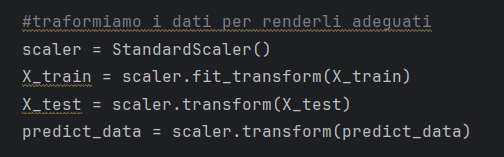 #traformiamo i dati per renderli adeguati
scaler = StandardScaler()
X_train = scaler.fit_transform(X_train)
X_test = scaler.transform(X_test)
predict_data = scaler.transform(predict_data)